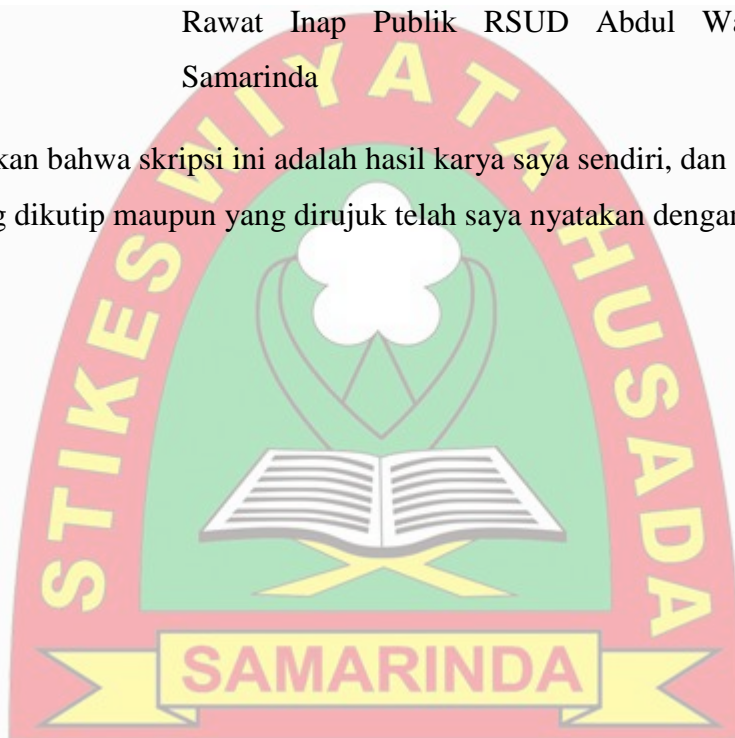 Rawat Inap Publik RSUD Abdul
Samarinda
bahwa skripsi ini adalah hasil karya saya sendiri, dan
dikutip maupun yang dirujuk telah saya nyatakan dengan
STIKES WIYATA HUSADA
SAMARINDA